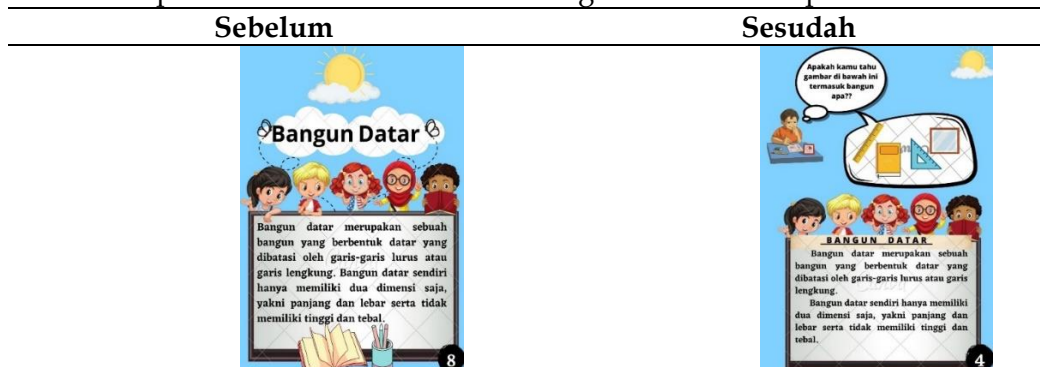 Sebelum
Sesudah
Bangun Datar
Bangun datar merupakan sebuah
bangun yang berbentuk datar yang
dibatasi oleh garis-garis lurus atau
garis lengkung. Bangun datar sendiri
hanya memiliki dua dimensi saja,
yakni panjang dan lebar serta tidak
memiliki tinggi dan tebal.
8
Apakah kamu tahu
gambar di bawah ini
termasuk bangun
apa??
BANGUN DATAR
Bangun datar merupakan sebuah
bangun yang berbentuk datar yang
dibatasi oleh garis-garis lurus atau garis
lengkung.
Bangun datar sendiri hanya memiliki
dua dimensi saja, yakni panjang dan
lebar serta tidak memiliki tinggi dan
tebal.
4